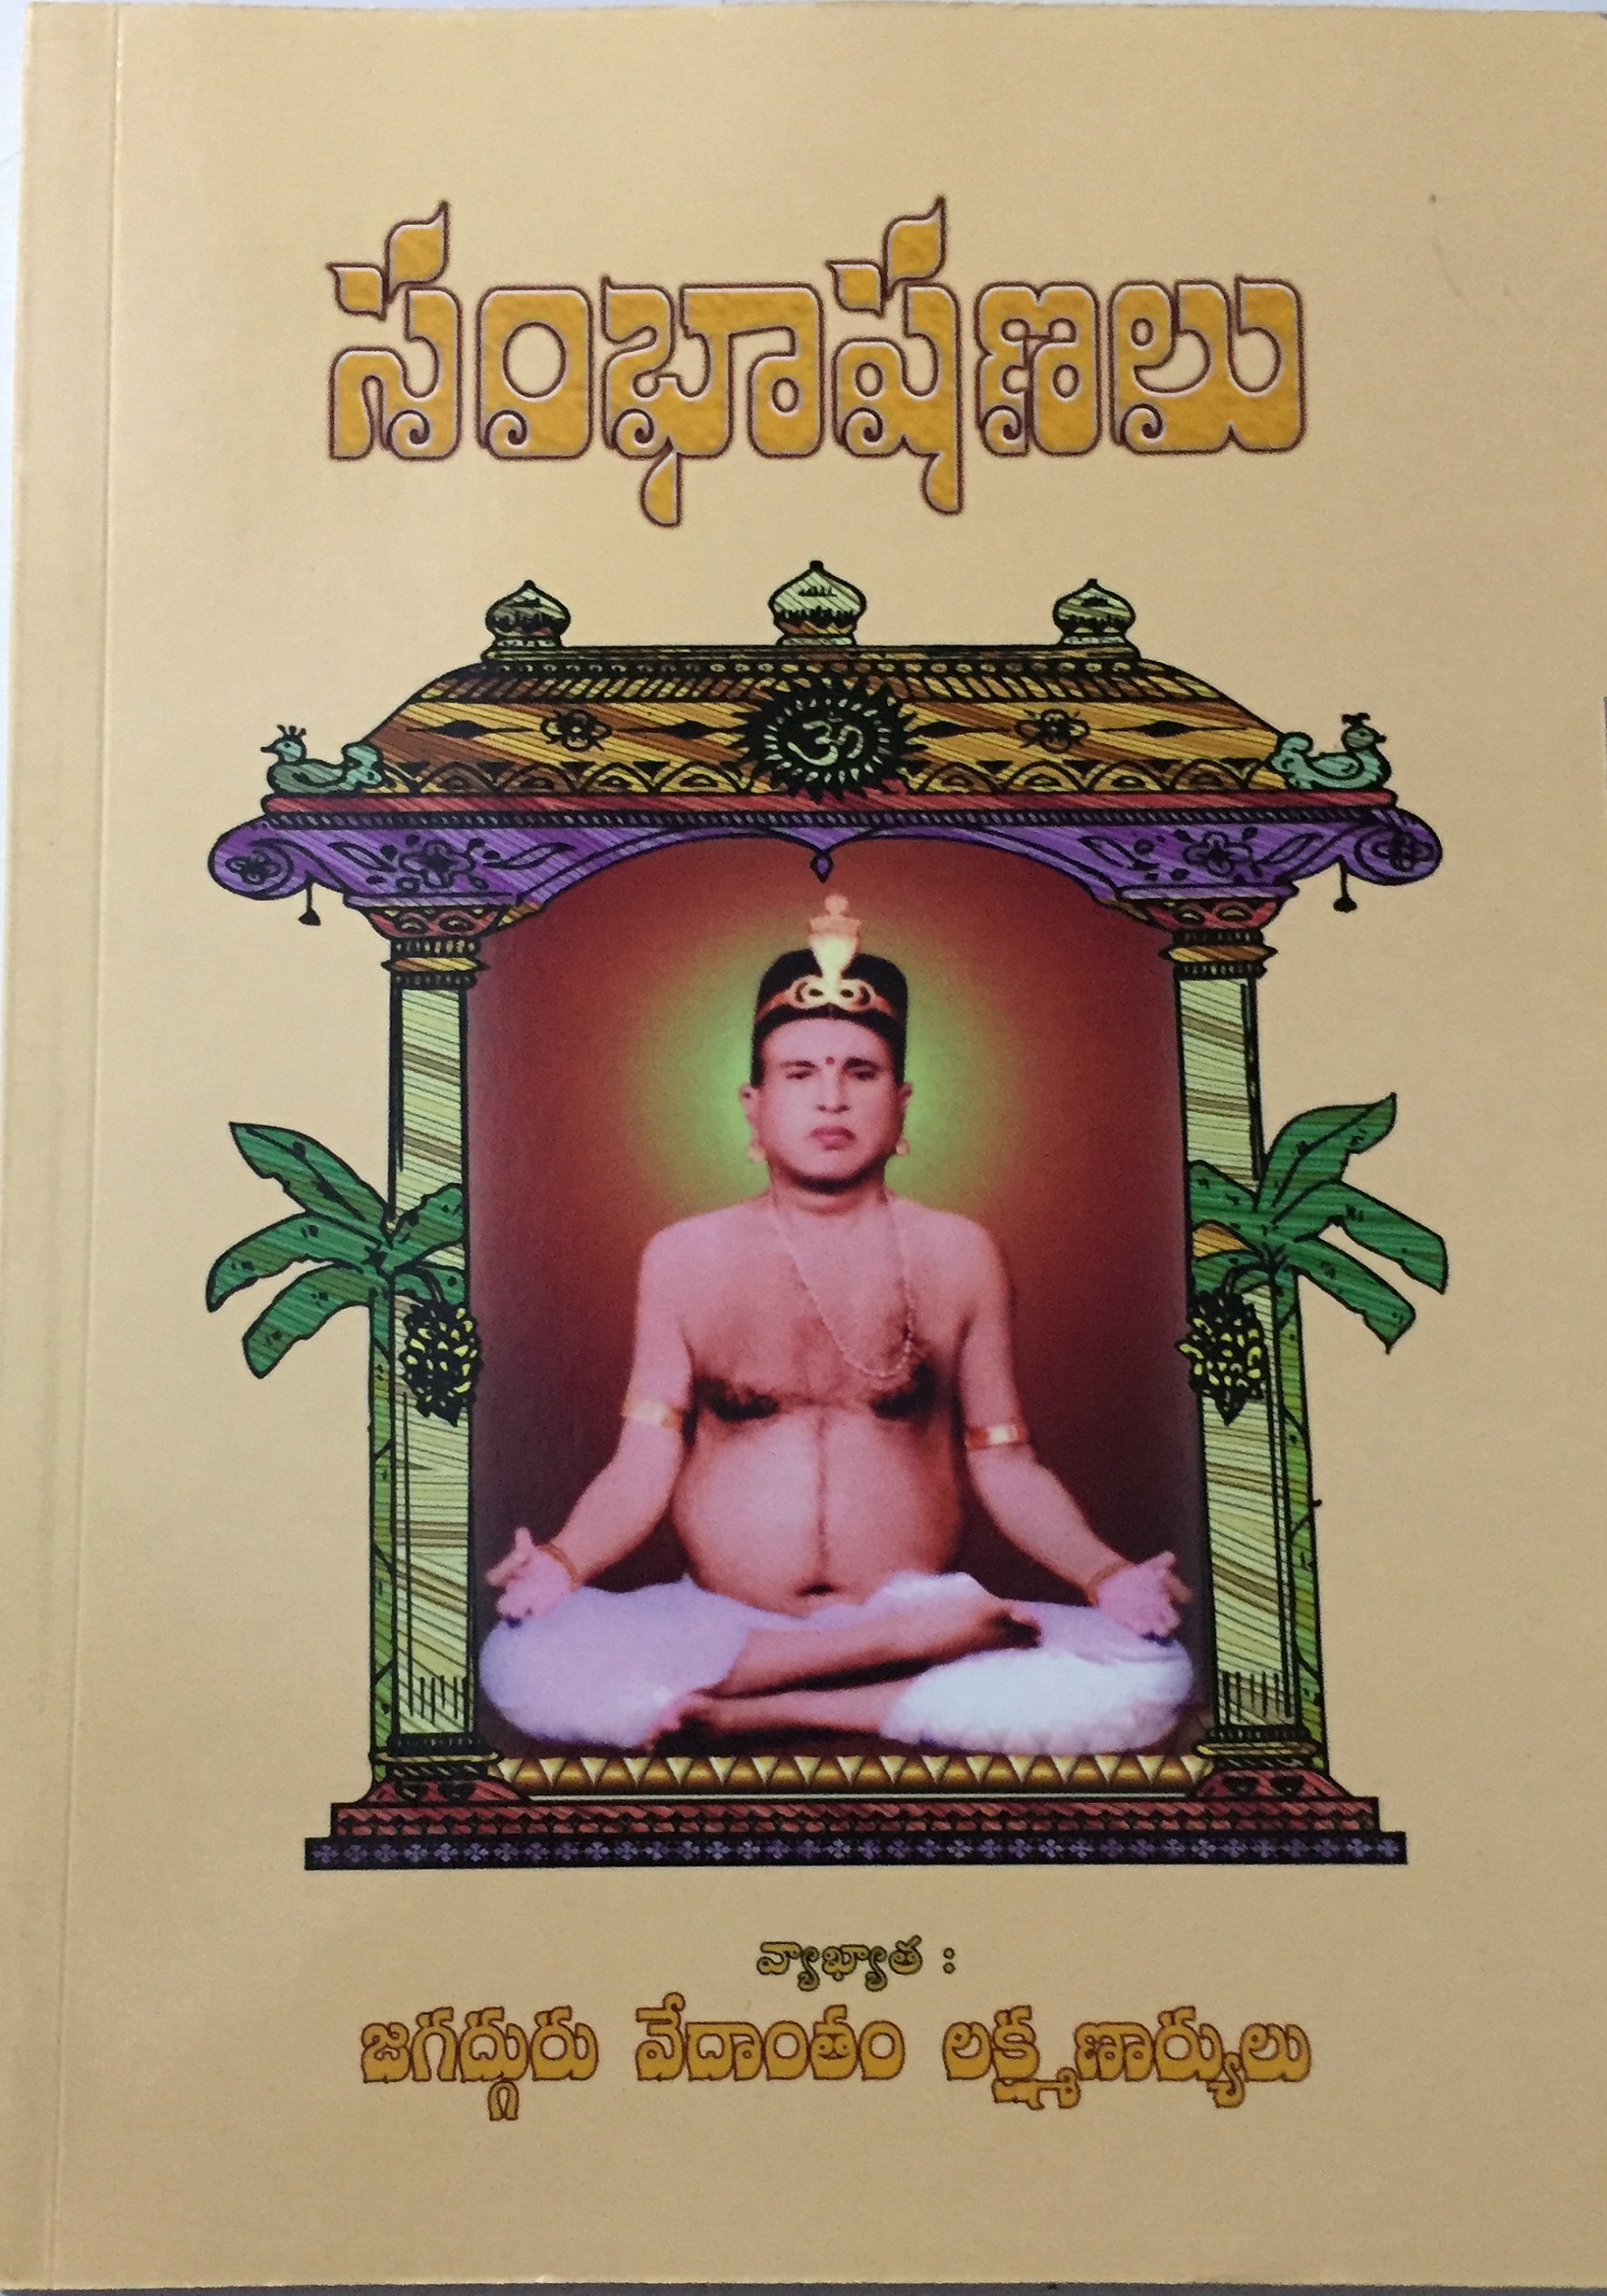 సంభాషణలు
ॐ
వ్యాఖ్యాత :
జగద్గురు వేదాంతం లక్ష్మణార్యులు